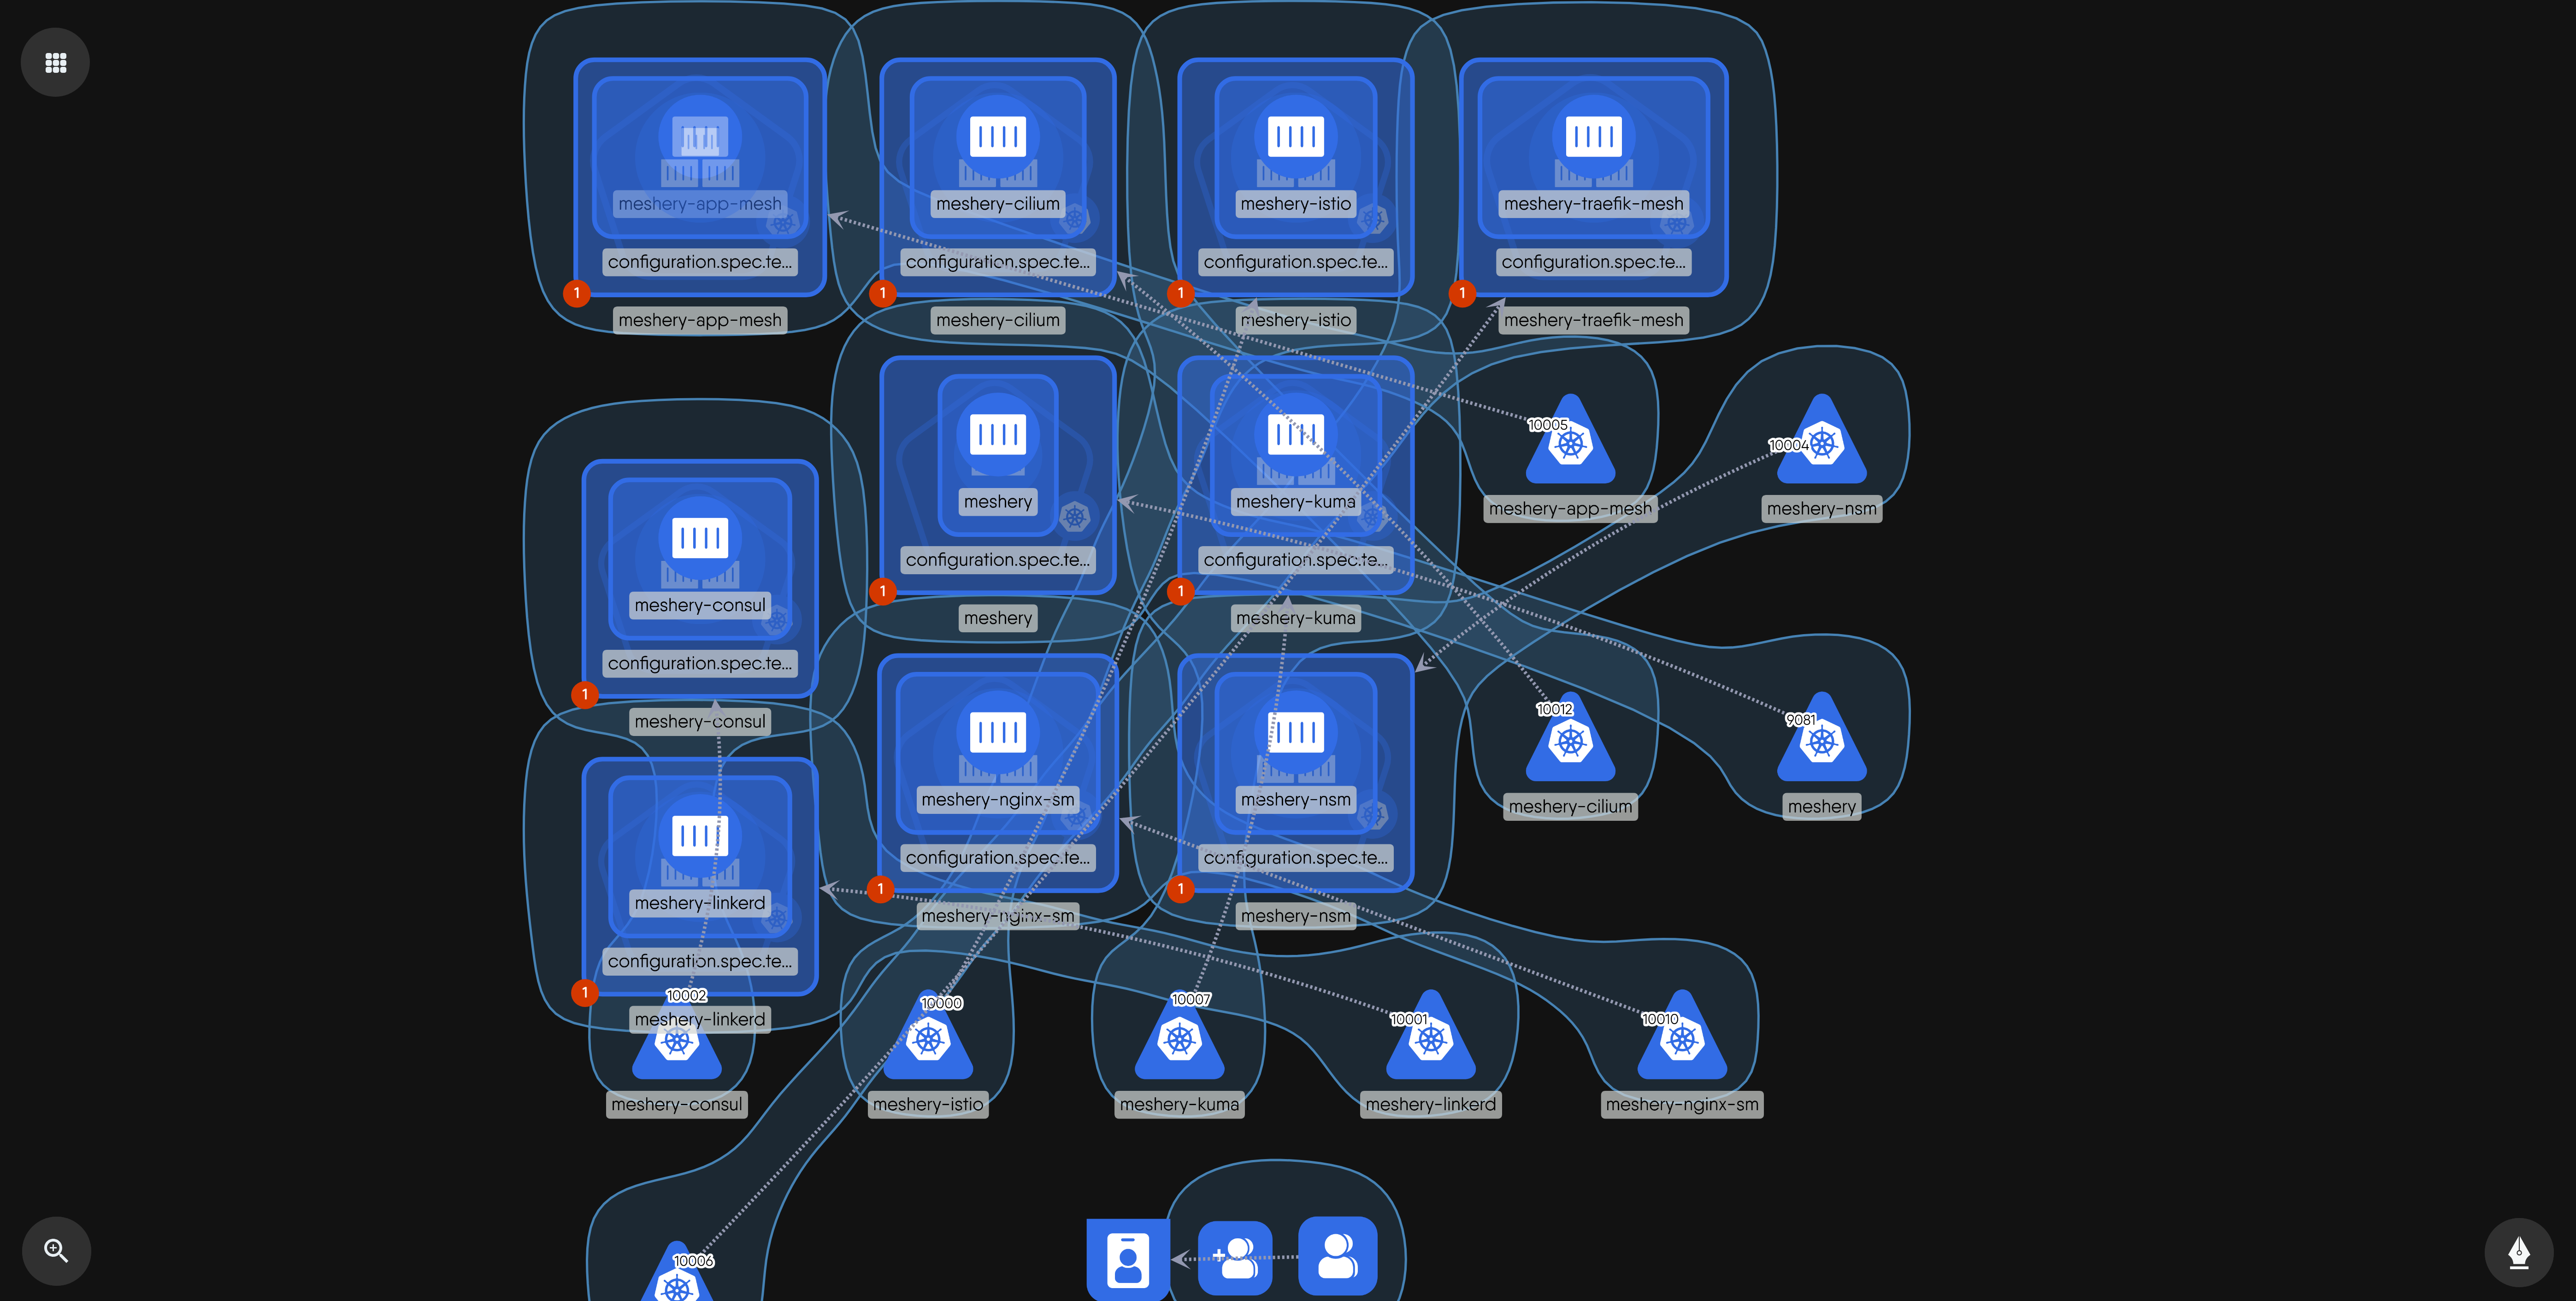 meshery-app-mesh
configuration.spec.te...
1
meshery-app-mesh
meshery-cilium
configuration.spec.te...
1
meshery-cilium
meshery-istio
configuration.spec.te...
1
meshery-istio
meshery-traefik-mesh
configuration.spec.te...
1
meshery-traefik-mesh
meshery
configuration.spec.te...
1
meshery
meshery-kuma
configuration.spec.te...
1
meshery-kuma
10005
meshery-app-mesh
10004
meshery-nsm
meshery-consul
configuration.spec.te...
1
meshery-consul
meshery-nginx-sm
configuration.spec.te...
1
meshery-nginx-sm
meshery-nsm
configuration.spec.te...
1
meshery-nsm
10012
meshery-cilium
9081
meshery
meshery-linkerd
configuration.spec.te...
1
meshery-linkerd
10002
meshery-consul
10000
meshery-istio
10007
meshery-kuma
10001
meshery-linkerd
10010
meshery-nginx-sm
10006